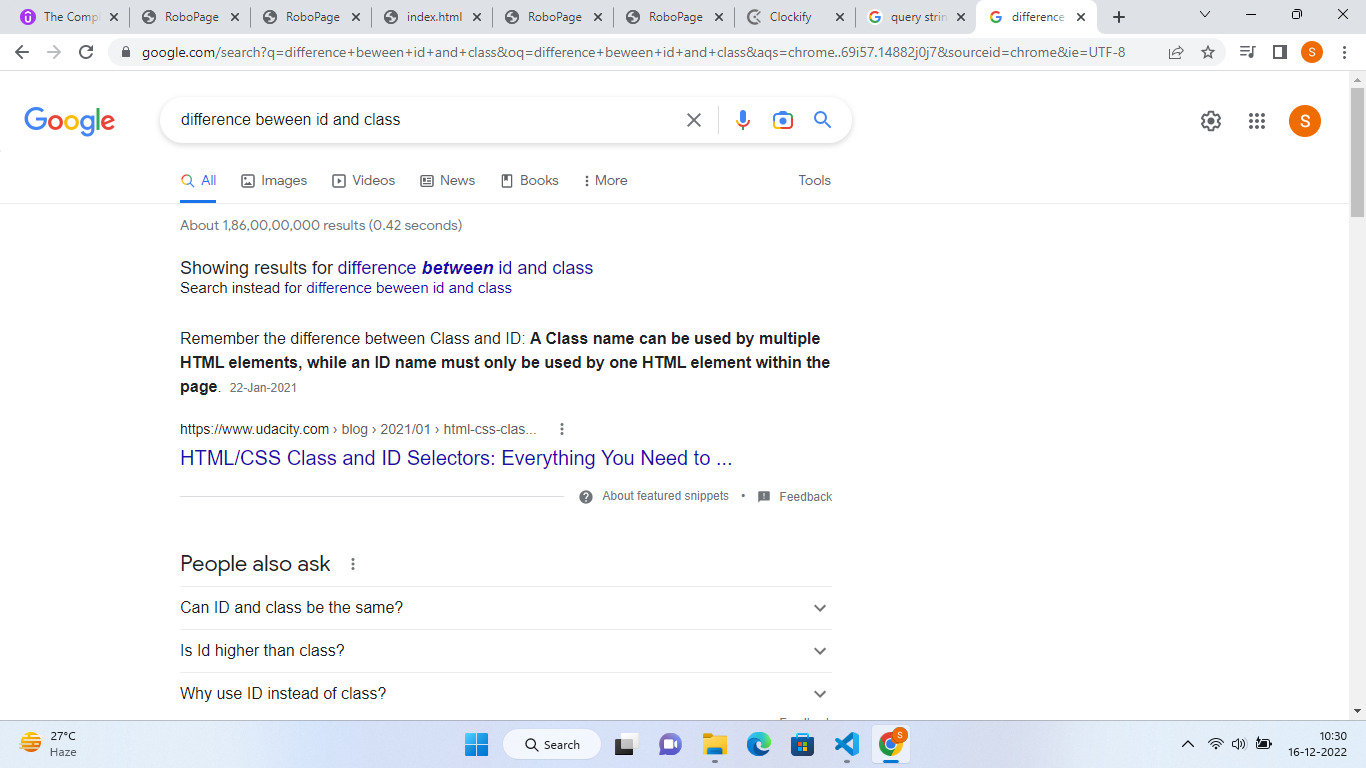 The Compl
RoboPage
RoboPage
index.html
RoboPage
RoboPage
Clockify
query strin
difference
google.com/search?q=difference+beween+id+and+class&oq=difference+beween+id+and+class&aqs=chrome..69i57.14882j0j7&sourceid=chrome&ie=UTF-8
S
Google
difference beween id and class
S
All
Images
Videos
News
Books
More
Tools
About 1,86,00,00,000 results (0.42 seconds)
Showing results for difference between id and class
Search instead for difference beween id and class
Remember the difference between Class and ID: A Class name can be used by multiple
HTML elements, while an ID name must only be used by one HTML element within the
page. 22-Jan-2021
https://www.udacity.com › blog › 2021/01 › html-css-clas...
HTML/CSS Class and ID Selectors: Everything You Need to ...
About featured snippets • Feedback
People also ask
Can ID and class be the same?
Is Id higher than class?
Why use ID instead of class?
Feedback
27°C
Haze
Search
S
10:30
16-12-2022